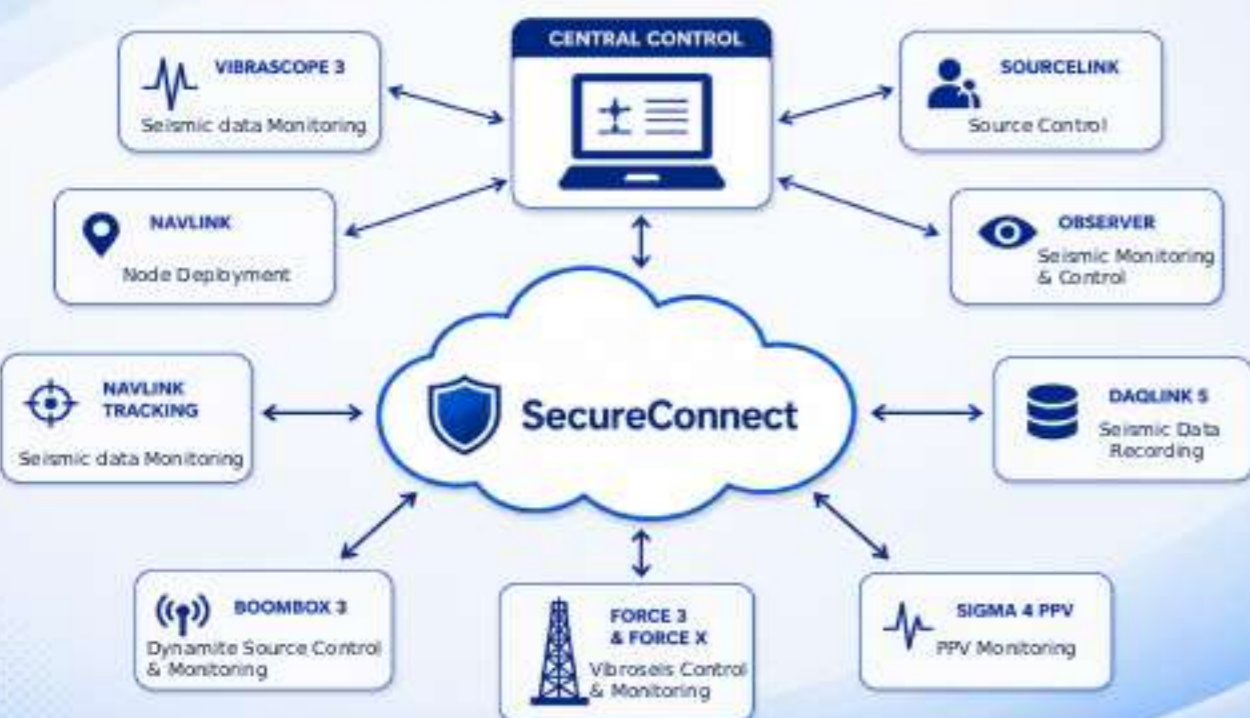 CENTRAL CONTROL
VIBRASCOPE 3
Seismic data Monitoring
SOURCELINK
Source Control
NAVLINK
Node Deployment
OBSERVER
Seismic Monitoring
& Control
NAVLINK
TRACKING
Seismic data Monitoring
SecureConnect
DAQLINK 5
Seismic Data
Recording
BOOMBOX 3
Dynamite Source Control
& Monitoring
FORCE 3
& FORCE X
Vibroseis Control
& Monitoring
SIGMA 4 PPV
PPV Monitoring